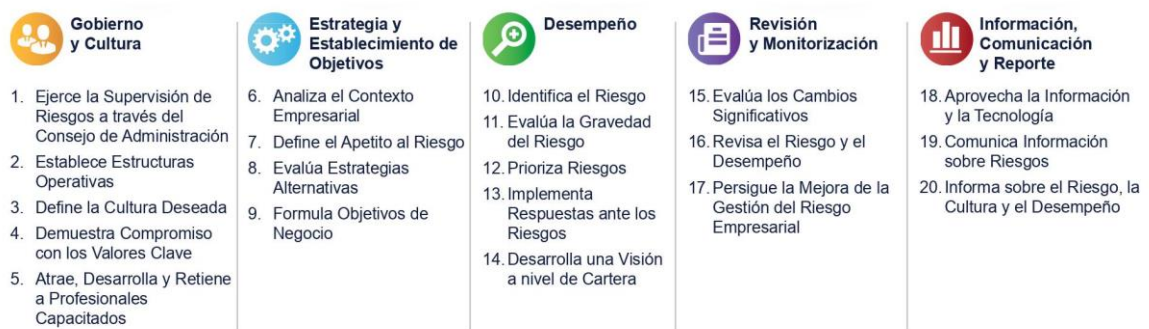 Gobierno
y Cultura
1. Ejerce la Supervisión de
Riesgos a través del
Consejo de Administración
2. Establece Estructuras
Operativas
3. Define la Cultura Deseada
4. Demuestra Compromiso
con los Valores Clave
5. Atrae, Desarrolla y Retiene
a Profesionales
Capacitados
Estrategia y
Establecimiento de
Objetivos
6. Analiza el Contexto
Empresarial
7. Define el Apetito al Riesgo
8. Evalúa Estrategias
Alternativas
9. Formula Objetivos de
Negocio
Desempeño
10. Identifica el Riesgo
11. Evalúa la Gravedad
del Riesgo
12. Prioriza Riesgos
13. Implementa
Respuestas ante los
Riesgos
14. Desarrolla una Visión
a nivel de Cartera
Revisión
y Monitorización
15. Evalúa los Cambios
Significativos
16. Revisa el Riesgo y el
Desempeño
17. Persigue la Mejora de la
Gestión del Riesgo
Empresarial
Información,
Comunicación
y Reporte
18. Aprovecha la Información
y la Tecnología
19. Comunica Información
sobre Riesgos
20. Informa sobre el Riesgo, la
Cultura y el Desempeño